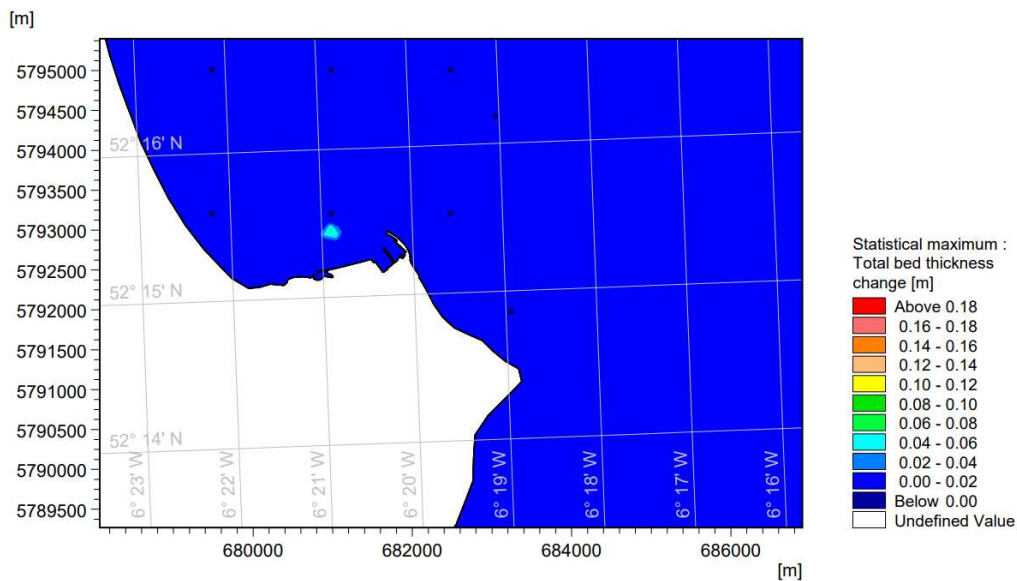 [m]
5795000
5794500
5794000
5793500
5793000
5792500
5792000
5791500
5791000
5790500
5790000
5789500
52° 16' N
52° 15' N
52° 14' N
6° 23' W
6° 22' W
6° 21' W
6° 20' W
6° 19' W
6° 18' W
6° 17' W
6° 16' W
680000 682000 684000 686000
[m]
Statistical maximum :
Total bed thickness
change [m]
Above 0.18
0.16 - 0.18
0.14 - 0.16
0.12 - 0.14
0.10 - 0.12
0.08 - 0.10
0.06 - 0.08
0.04 - 0.06
0.02 - 0.04
0.00 - 0.02
Below 0.00
Undefined Value